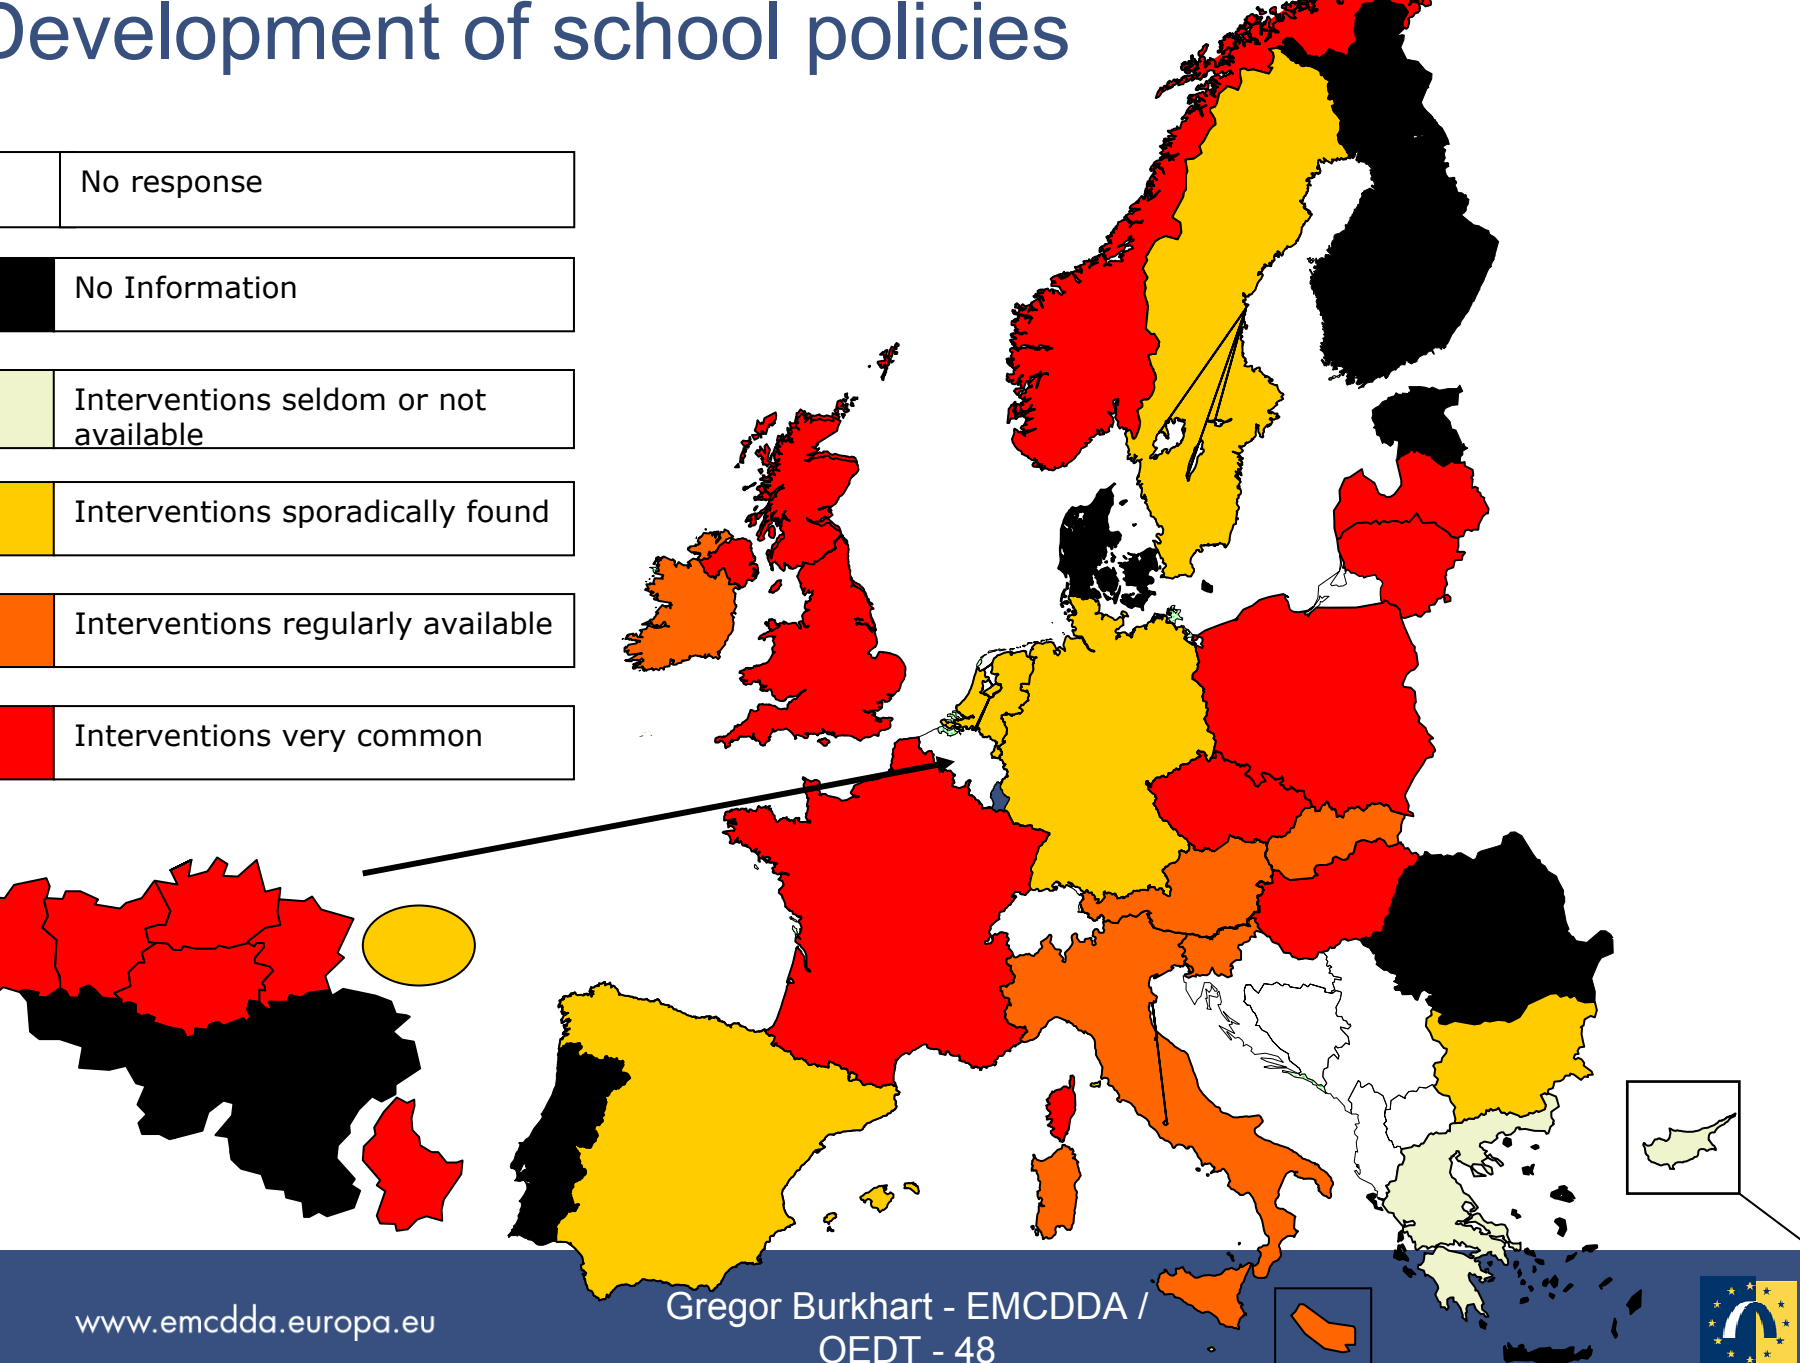 Development of school policies
No response
No Information
Interventions seldom or not
available
Interventions sporadically found
Interventions regularly available
Interventions very common
www.emcdda.europa.eu
Gregor Burkhart - EMCDDA /
OEDT - 48